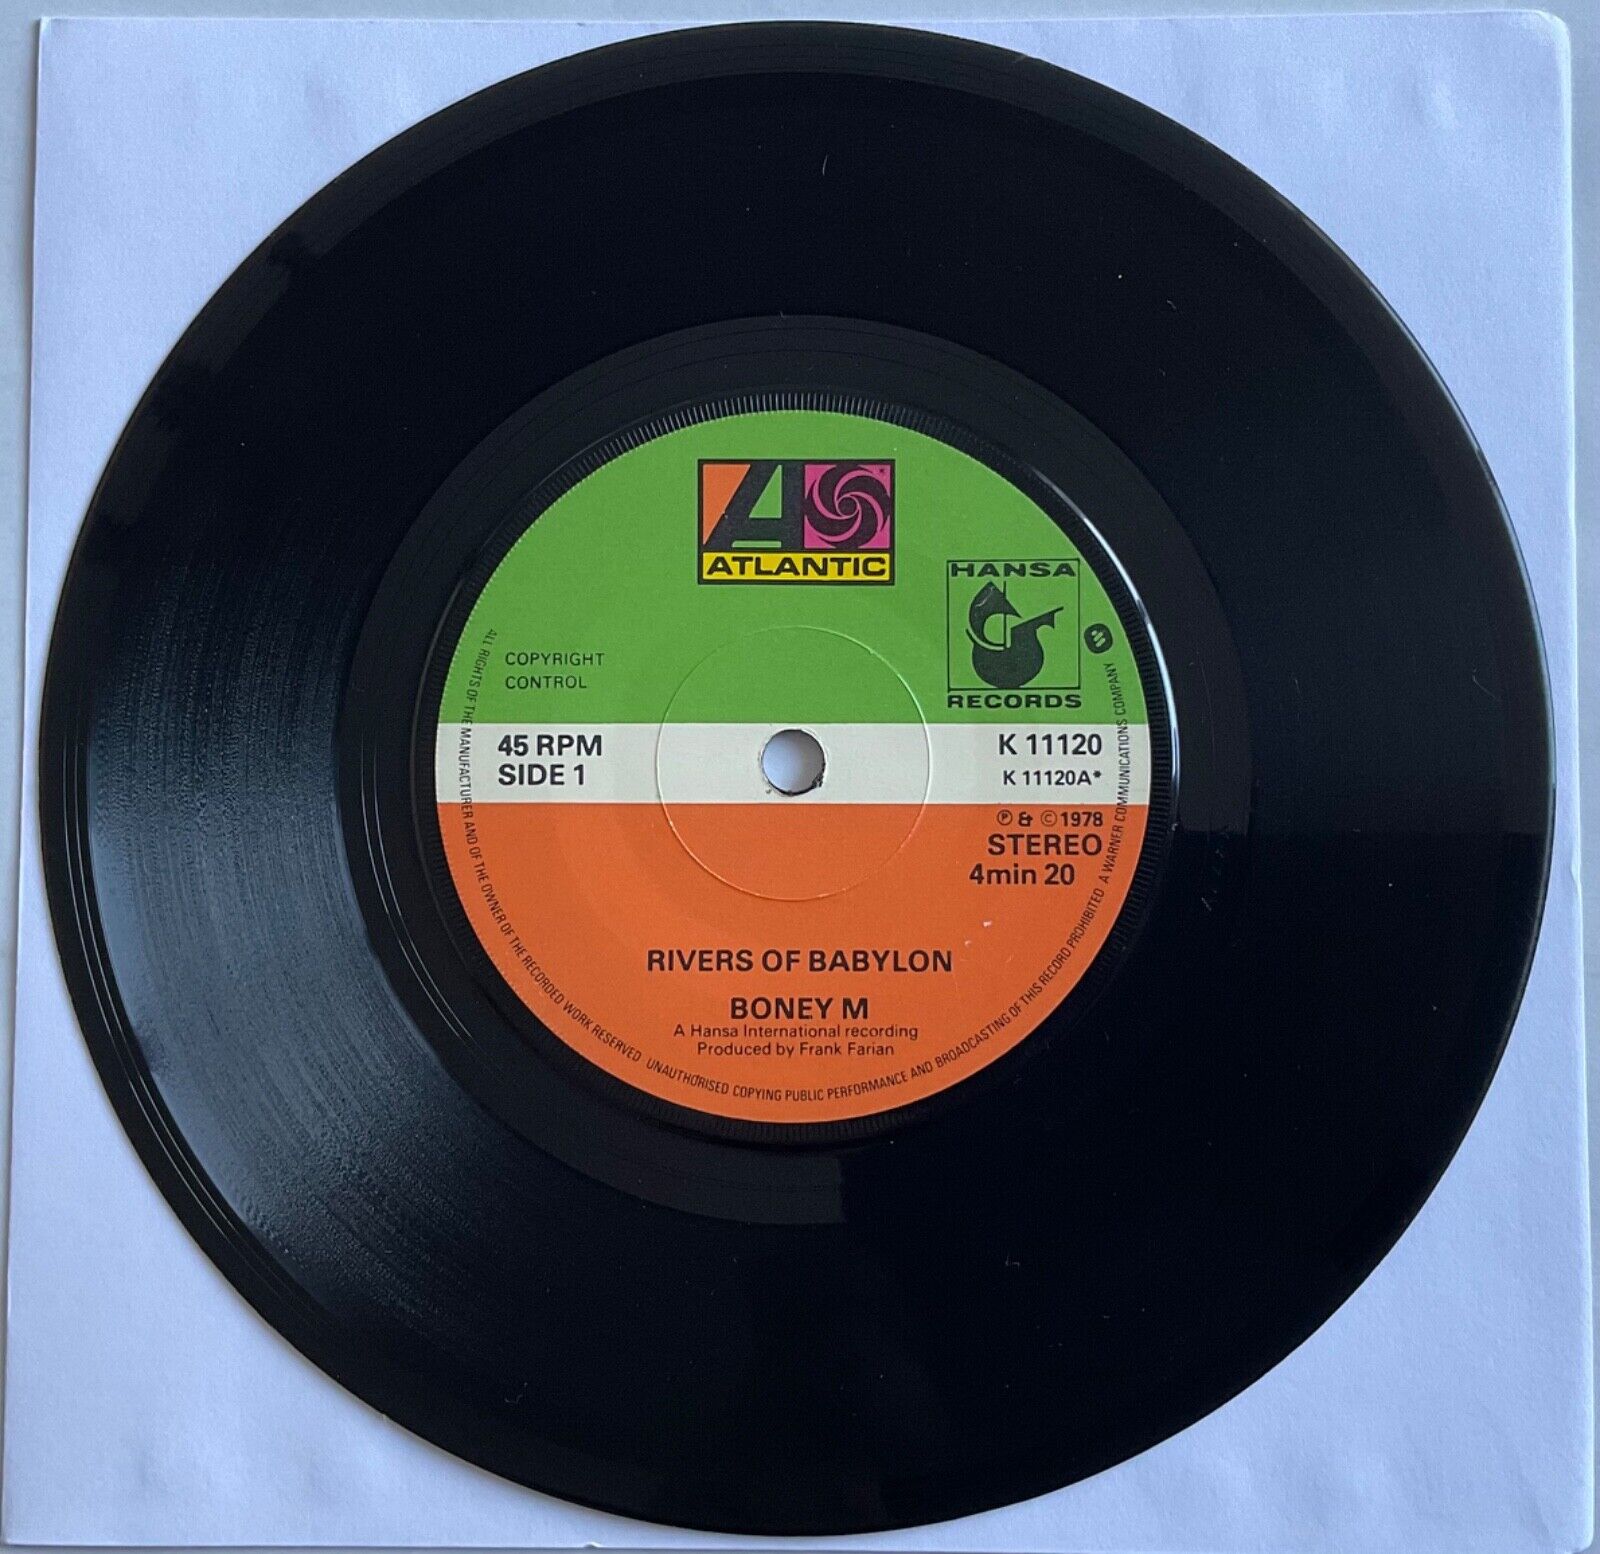 ATLANTIC
HANSA
RECORDS
COPYRIGHT
CONTROL
45 RPM
SIDE 1
K 11120
K 11120A*
℗ & © 1978
STEREO
4min 20
RIVERS OF BABYLON
BONEY M
A Hansa International recording
Produced by Frank Farian
ALL RIGHTS OF THE MANUFACTURER AND OF THE OWNER OF THE RECORDED WORK RESERVED UNAUTHORISED COPYING PUBLIC PERFORMANCE AND BROADCASTING OF THIS RECORD PROHIBITED A WARNER COMMUNICATIONS COMPANY